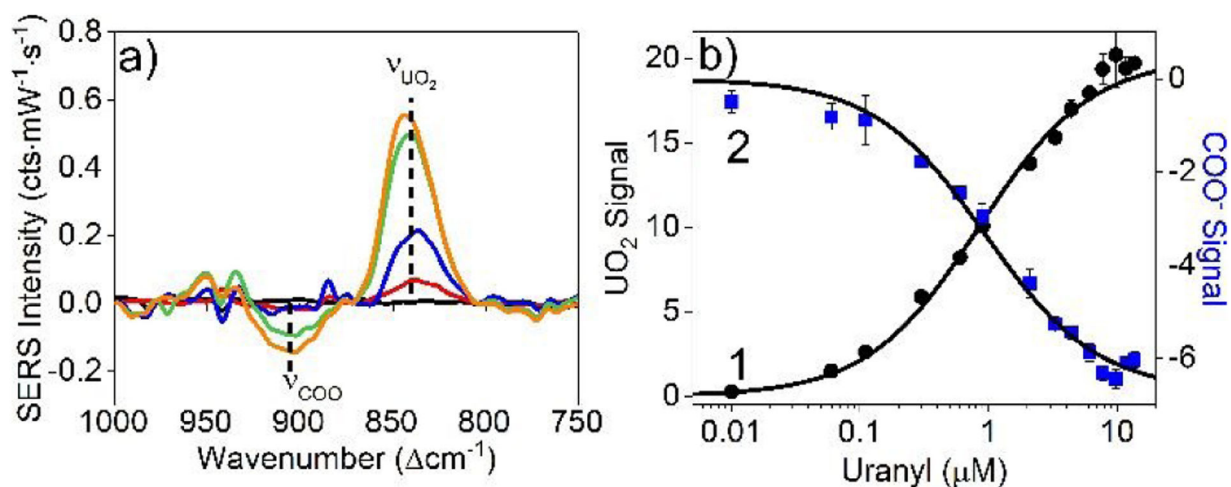 a)
SERS Intensity (cts·mW⁻¹·s⁻¹)
0.8
0.6
0.4
0.2
0.0
-0.2
ν_UO₂
ν_COO
1000 950 900 850 800 750
Wavenumber (Δcm⁻¹)
b)
UO₂ Signal
20
15
10
5
0
2
1
0
-2
-4
-6
COO⁻ Signal
0.01 0.1 1 10
Uranyl (μM)